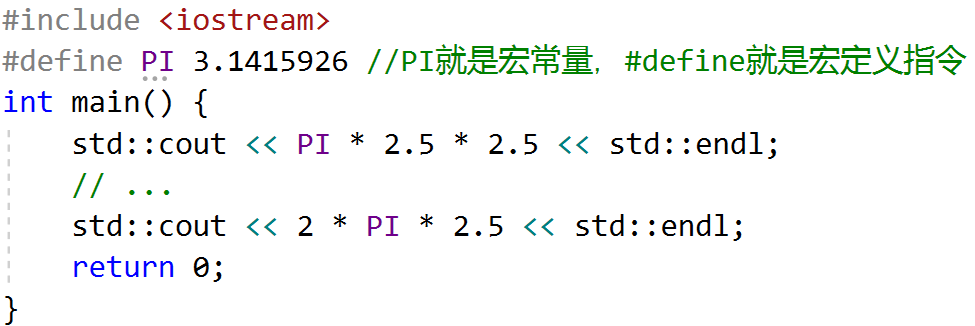 #include <iostream>
#define PI 3.1415926 //PI就是宏常量，#define就是宏定义指令
int main() {
    std::cout << PI * 2.5 * 2.5 << std::endl;
    // ...
    std::cout << 2 * PI * 2.5 << std::endl;
    return 0;
}